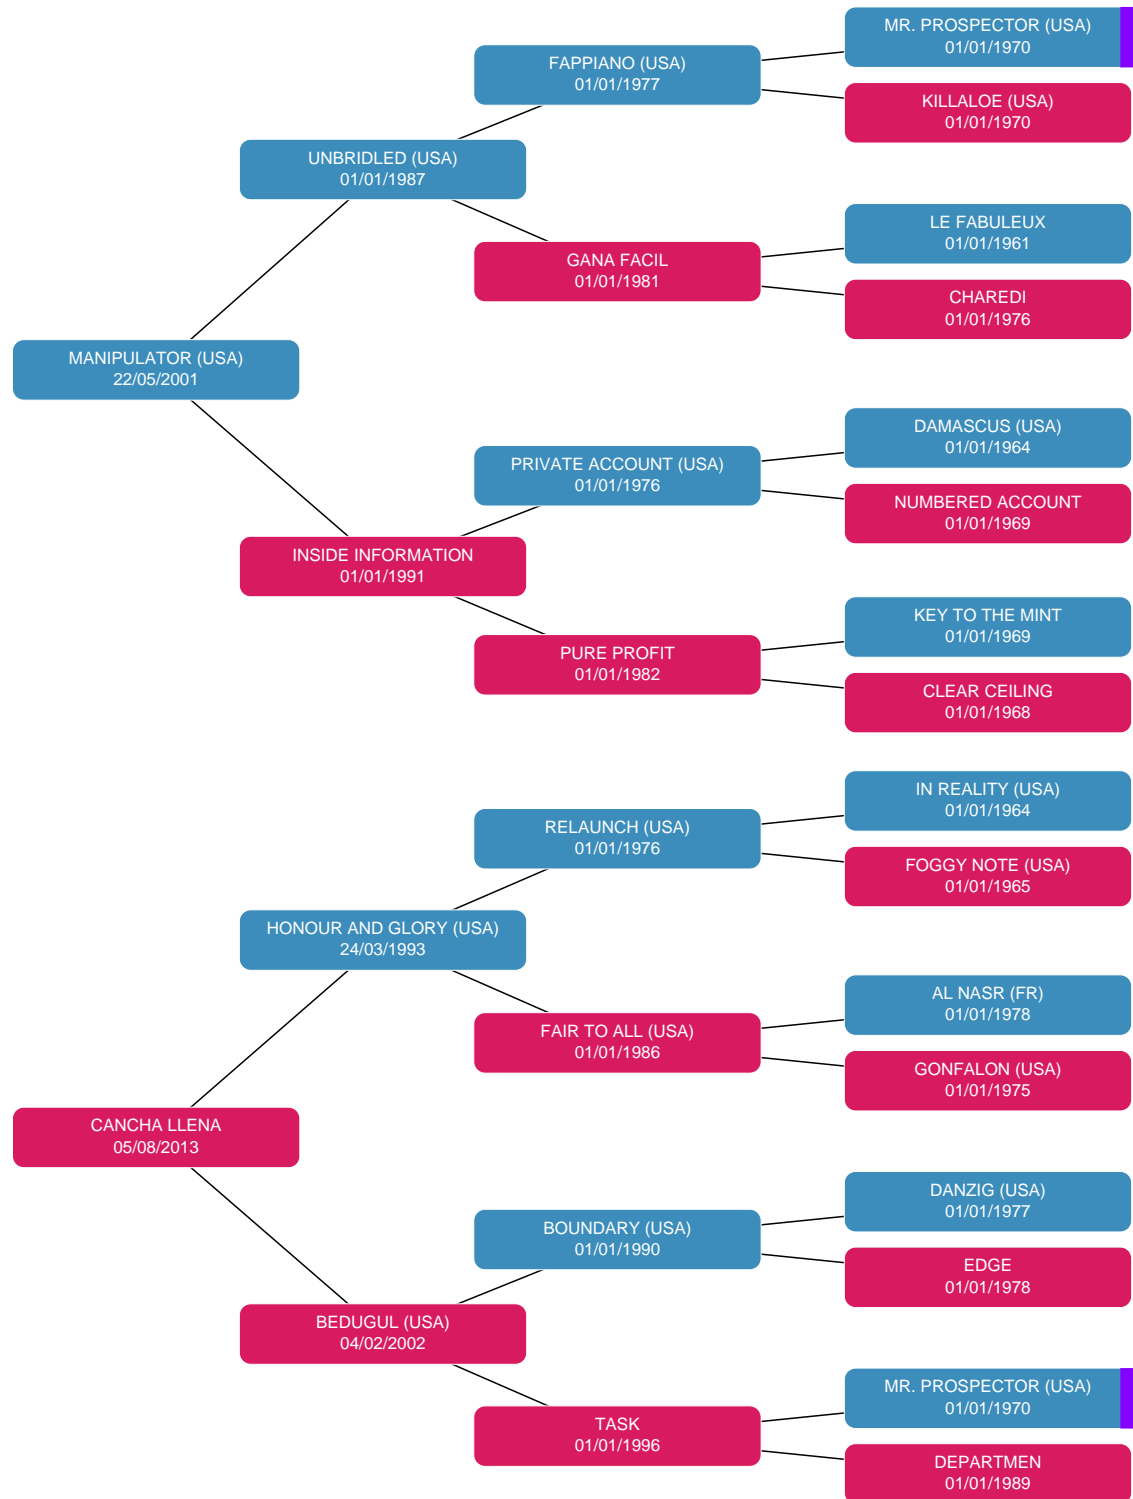 MR. PROSPECTOR (USA)
01/01/1970
FAPPIANO (USA)
01/01/1977
KILLALOE (USA)
01/01/1970
UNBRIDLED (USA)
01/01/1987
LE FABULEUX
01/01/1961
GANA FACIL
01/01/1981
CHAREDI
01/01/1976
MANIPULATOR (USA)
22/05/2001
DAMASCUS (USA)
01/01/1964
PRIVATE ACCOUNT (USA)
01/01/1976
NUMBERED ACCOUNT
01/01/1969
INSIDE INFORMATION
01/01/1991
KEY TO THE MINT
01/01/1969
PURE PROFIT
01/01/1982
CLEAR CEILING
01/01/1968
IN REALITY (USA)
01/01/1964
RELAUNCH (USA)
01/01/1976
FOGGY NOTE (USA)
01/01/1965
HONOUR AND GLORY (USA)
24/03/1993
AL NASR (FR)
01/01/1978
FAIR TO ALL (USA)
01/01/1986
GONFALON (USA)
01/01/1975
CANCHA LLENA
05/08/2013
DANZIG (USA)
01/01/1977
BOUNDARY (USA)
01/01/1990
EDGE
01/01/1978
BEDUGUL (USA)
04/02/2002
MR. PROSPECTOR (USA)
01/01/1970
TASK
01/01/1996
DEPARTMEN
01/01/1989